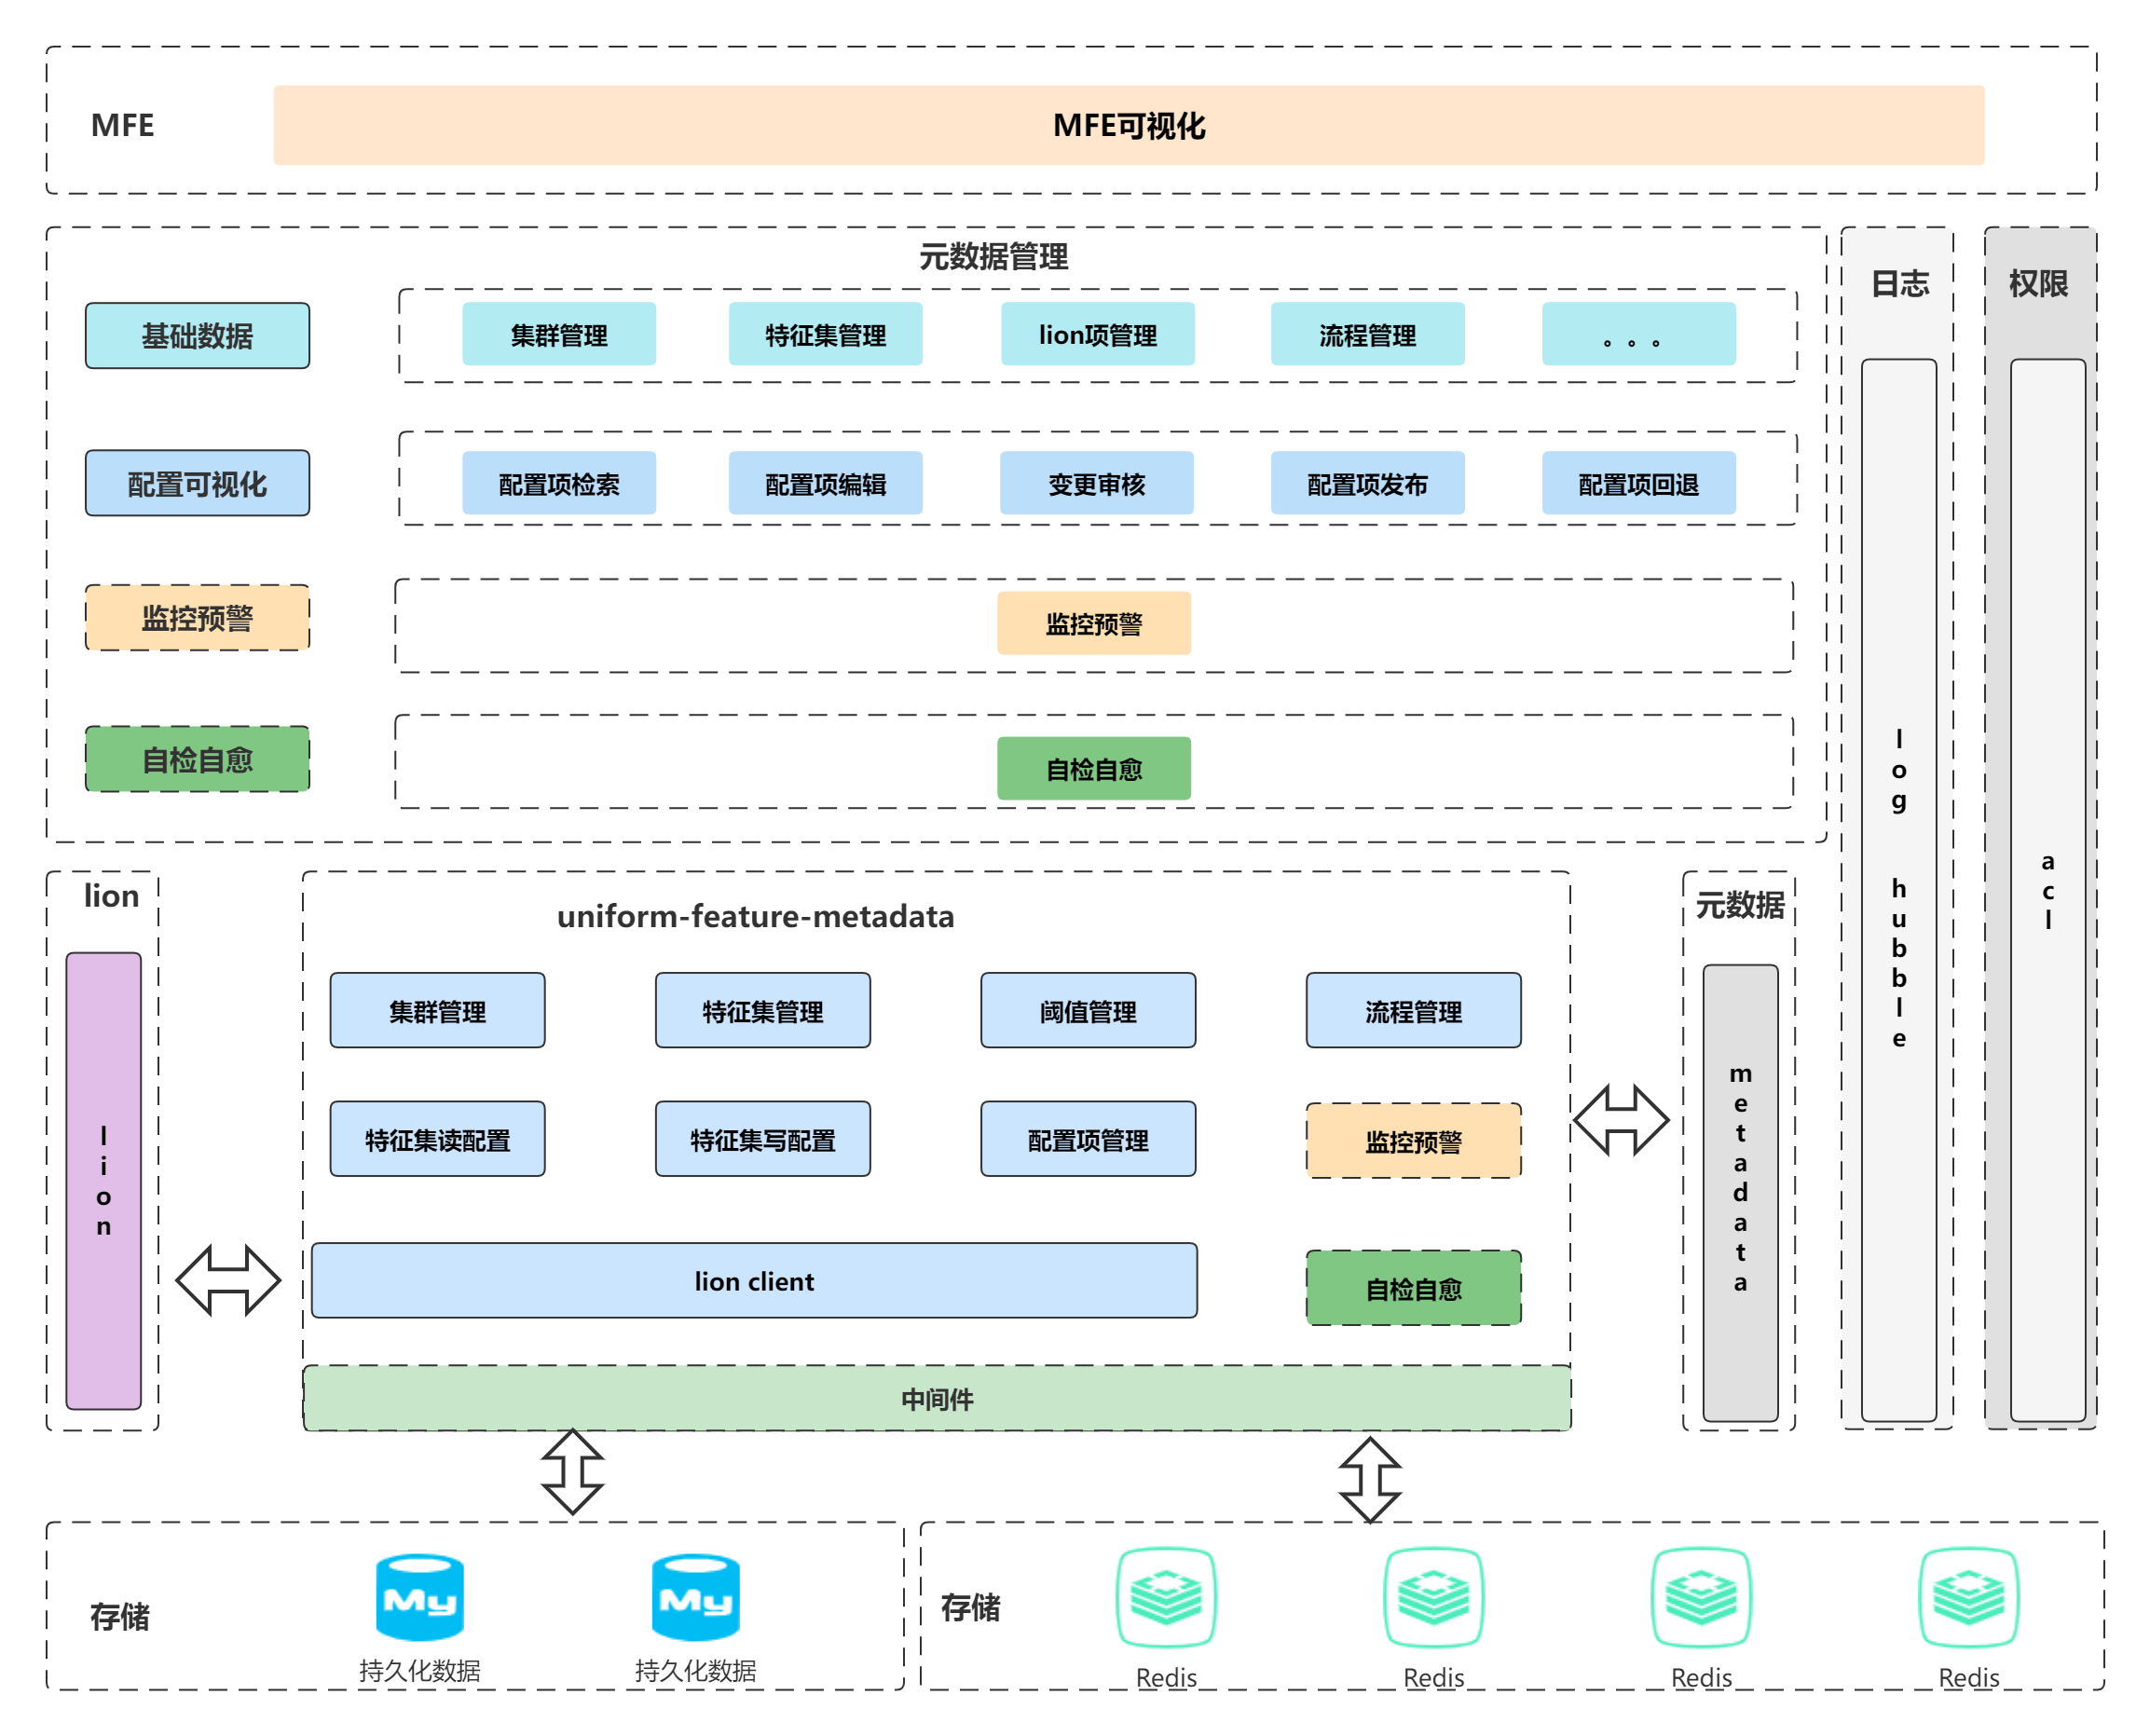 MFE
MFE可视化
元数据管理
基础数据
集群管理
特征集管理
lion项管理
流程管理
。。。
配置可视化
配置项检索
配置项编辑
变更审核
配置项发布
配置项回退
监控预警
监控预警
自检自愈
自检自愈
日志
log hubble
权限
acl
lion
lion
uniform-feature-metadata
集群管理
特征集管理
阈值管理
流程管理
特征集读配置
特征集写配置
配置项管理
监控预警
lion client
自检自愈
中间件
元数据
metadata
存储
My
持久化数据
My
持久化数据
存储
Redis
Redis
Redis
Redis